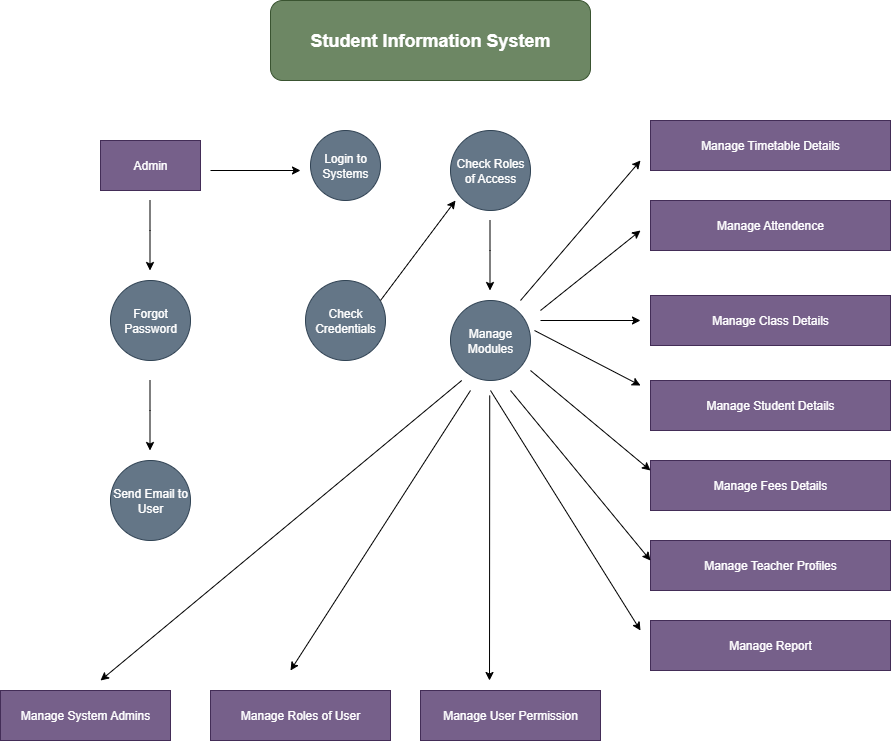 Student Information System
Admin
Login to
Systems
Check Roles
of Access
Manage Timetable Details
Manage Attendence
Forgot
Password
Check
Credentials
Manage
Modules
Manage Class Details
Manage Student Details
Send Email to
User
Manage Fees Details
Manage Teacher Profiles
Manage Report
Manage System Admins
Manage Roles of User
Manage User Permission